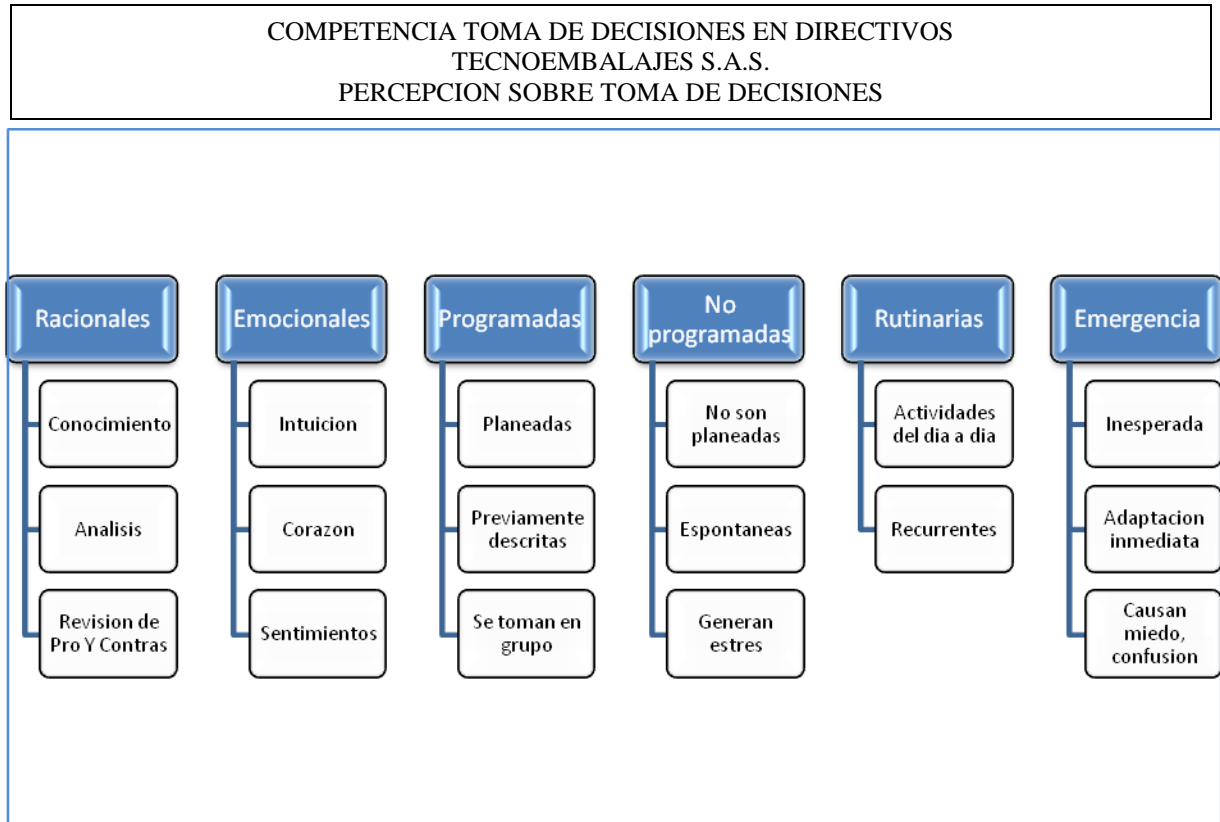 COMPETENCIA TOMA DE DECISIONES EN DIRECTIVOS
TECNOEMBALAJES S.A.S.
PERCEPCION SOBRE TOMA DE DECISIONES
Racionales
Conocimiento
Analisis
Revision de
Pro Y Contras
Emocionales
Intuicion
Corazon
Sentimientos
Programadas
Planeadas
Previamente
descritas
Se toman en
grupo
No
programadas
No son
planeadas
Espontaneas
Generan
estres
Rutinarias
Actividades
del dia a dia
Recurrentes
Emergencia
Inesperada
Adaptacion
inmediata
Causan
miedo,
confusion